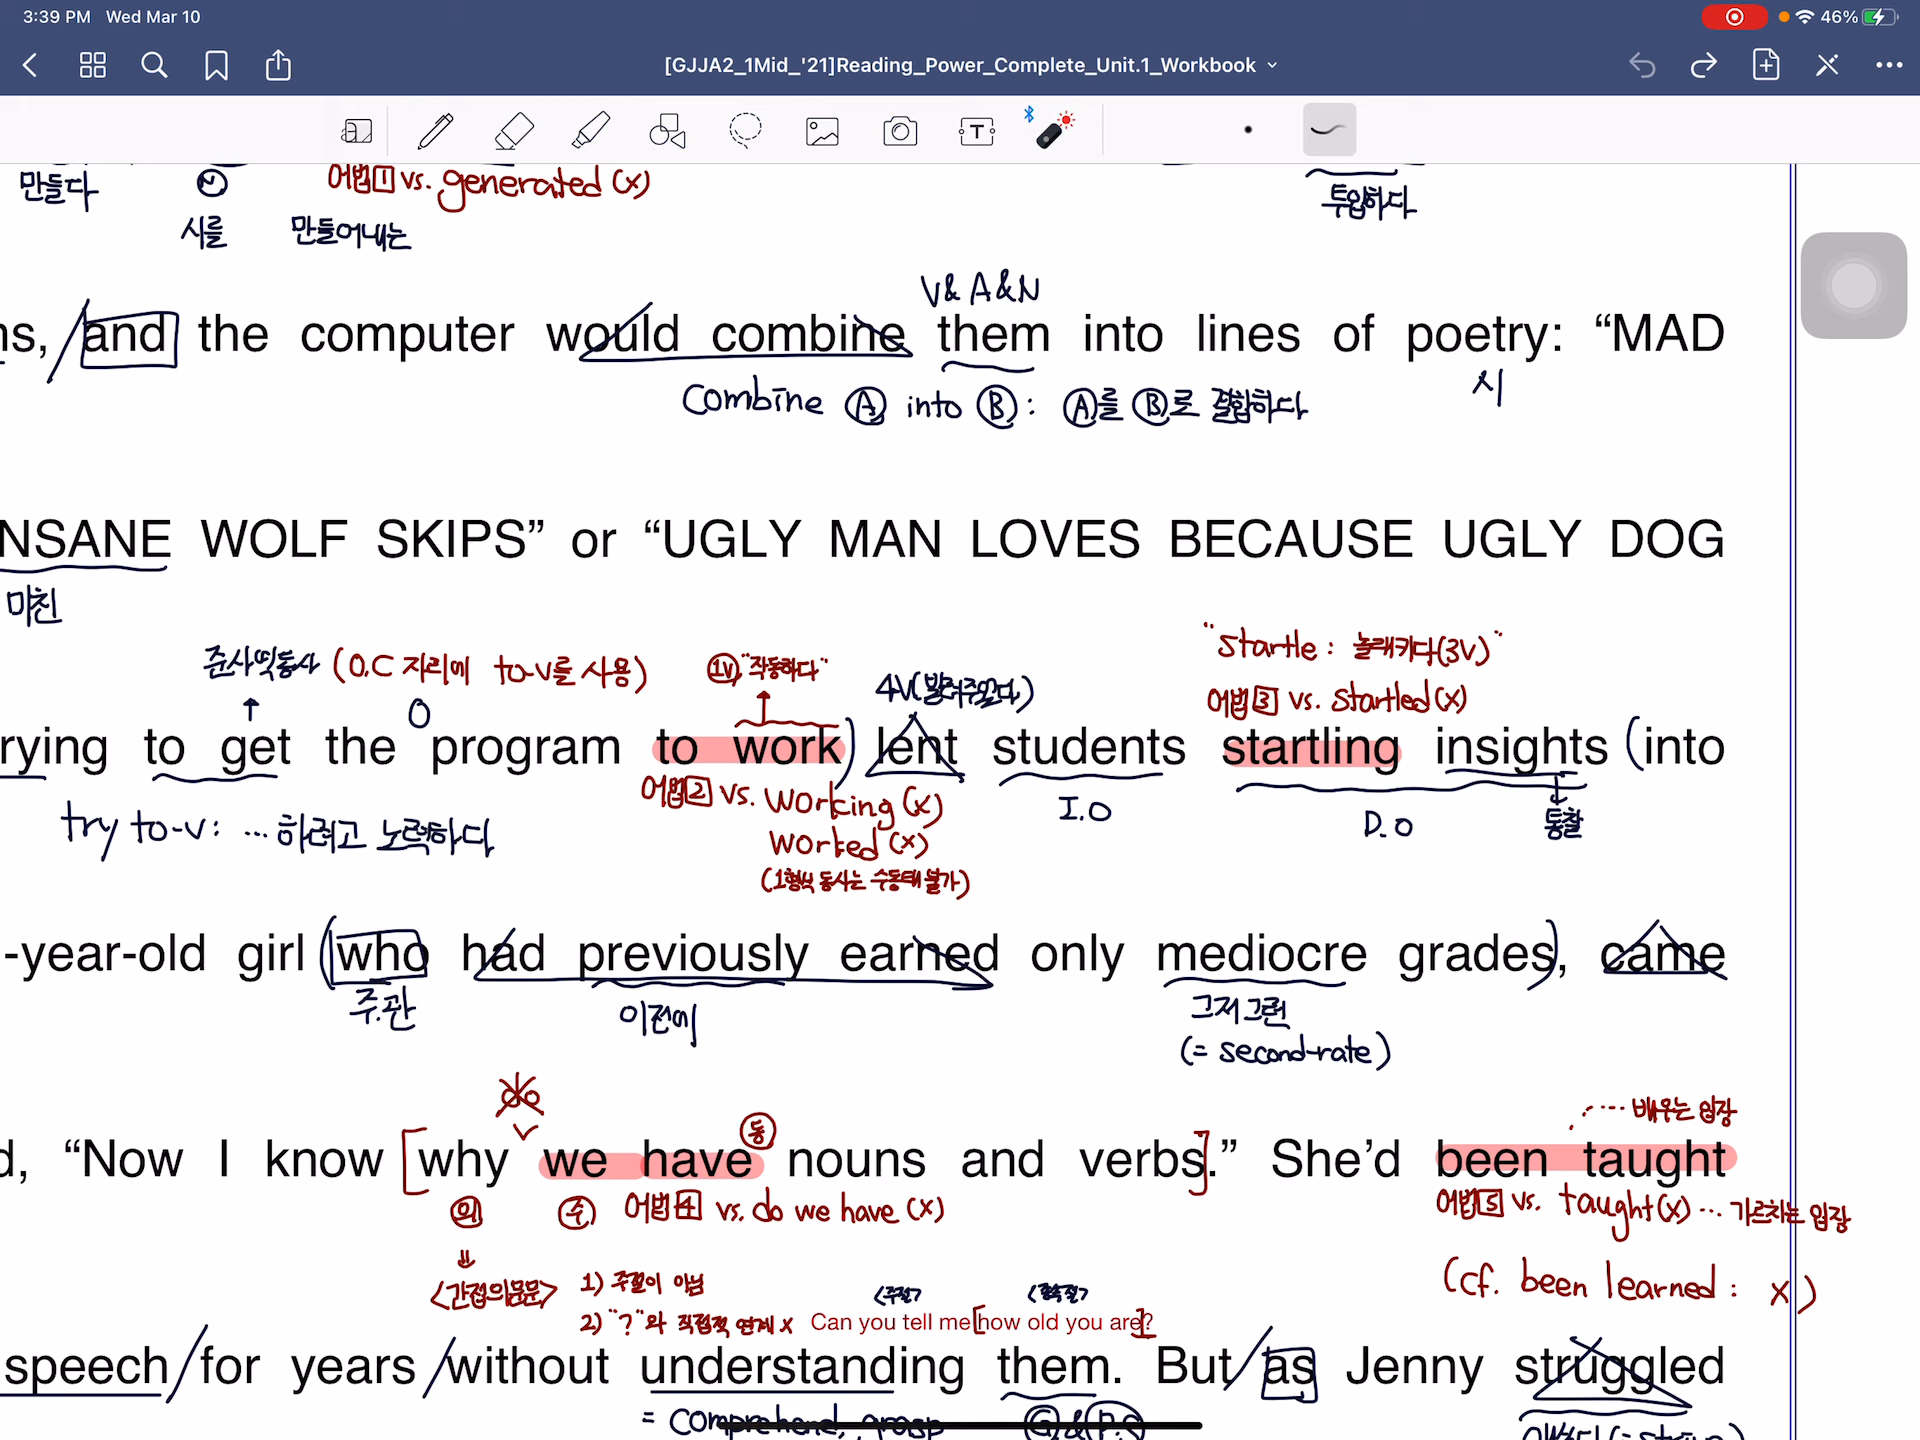 3:39 PM Wed Mar 10
46%
[GJJA2_1Mid_'21]Reading_Power_Complete_Unit.1_Workbook
만들다 N 어법1 vs. generated (x)
투입하다
시를 만들어내는
V& A&N
ns, and the computer would combine them into lines of poetry: “MAD
combine A into B : A를 B로 결합하다
시
NSANE WOLF SKIPS” or “UGLY MAN LOVES BECAUSE UGLY DOG
미친
"startle : 놀래키다(3V)"
준사역동사 (O.C 자리에 to-v를 사용) 1V "작동하다"
4V(빌려주었다)
어법3 vs. startled (x)
O
rying to get the program to work) lent students startling insights (into
어법2 vs. working (x)
I.O
D.O
통찰
try to-v : ...하려고 노력하다
worked (x)
(1형식 동사는 수동태 불가)
-year-old girl (who had previously earned only mediocre grades), came
주.관
이전에
그저그런
(= second-rate)
do
동
···· 배우는 입장
d, “Now I know [why we have nouns and verbs].” She’d been taught
의 주 어법4 vs. do we have (x)
어법5 vs. taught(x) ... 가르치는 입장
<간접의문문>
1) 주절이 아님
<주절>
<종속절>
(cf. been learned : x)
2) "?"와 직접적 연계 x Can you tell me [how old you are]?
speech / for years / without understanding them. But / as Jenny struggled
= comprehend, grasp